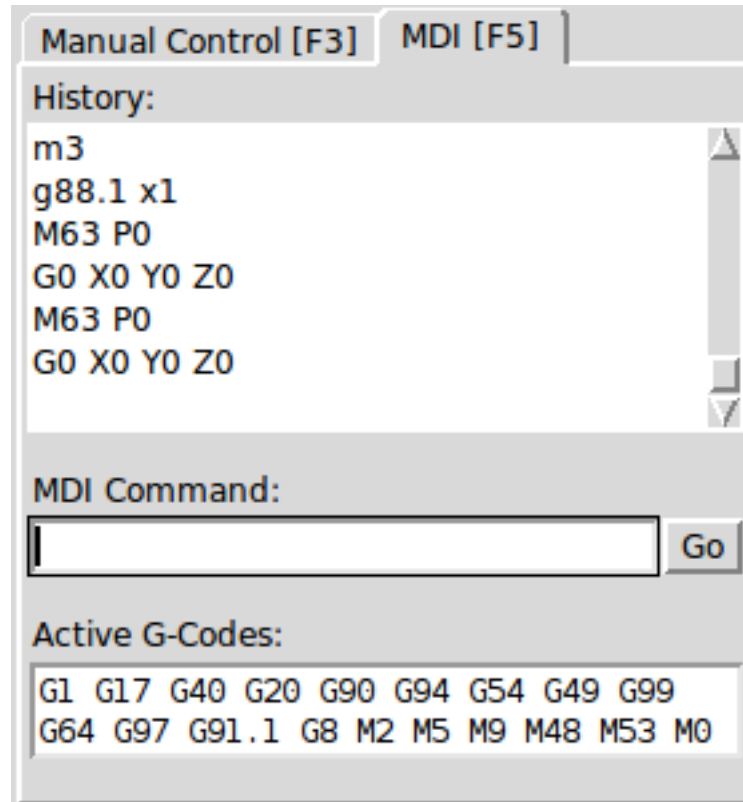 Manual Control [F3] MDI [F5]
History:
m3
g88.1 x1
M63 P0
G0 X0 Y0 Z0
M63 P0
G0 X0 Y0 Z0
MDI Command:
Go
Active G-Codes:
G1 G17 G40 G20 G90 G94 G54 G49 G99
G64 G97 G91.1 G8 M2 M5 M9 M48 M53 M0